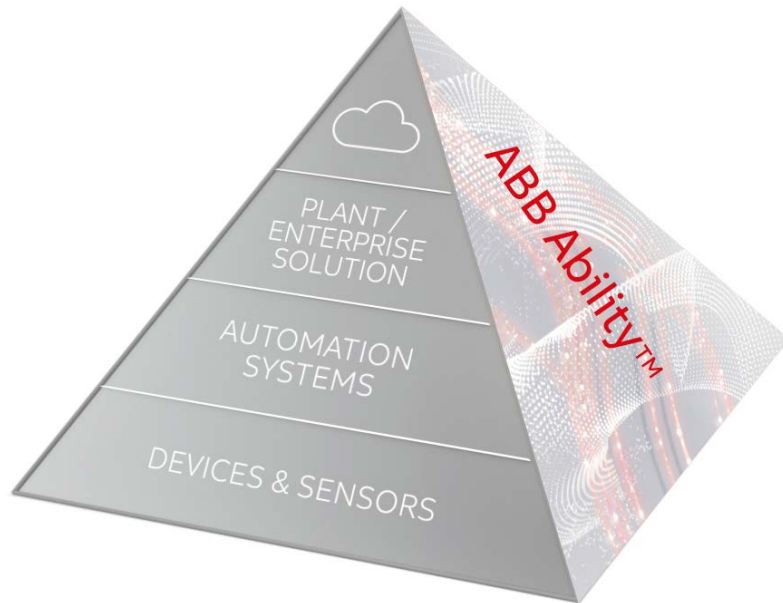 PLANT /
ENTERPRISE
SOLUTION
AUTOMATION
SYSTEMS
DEVICES & SENSORS
ABB Ability™